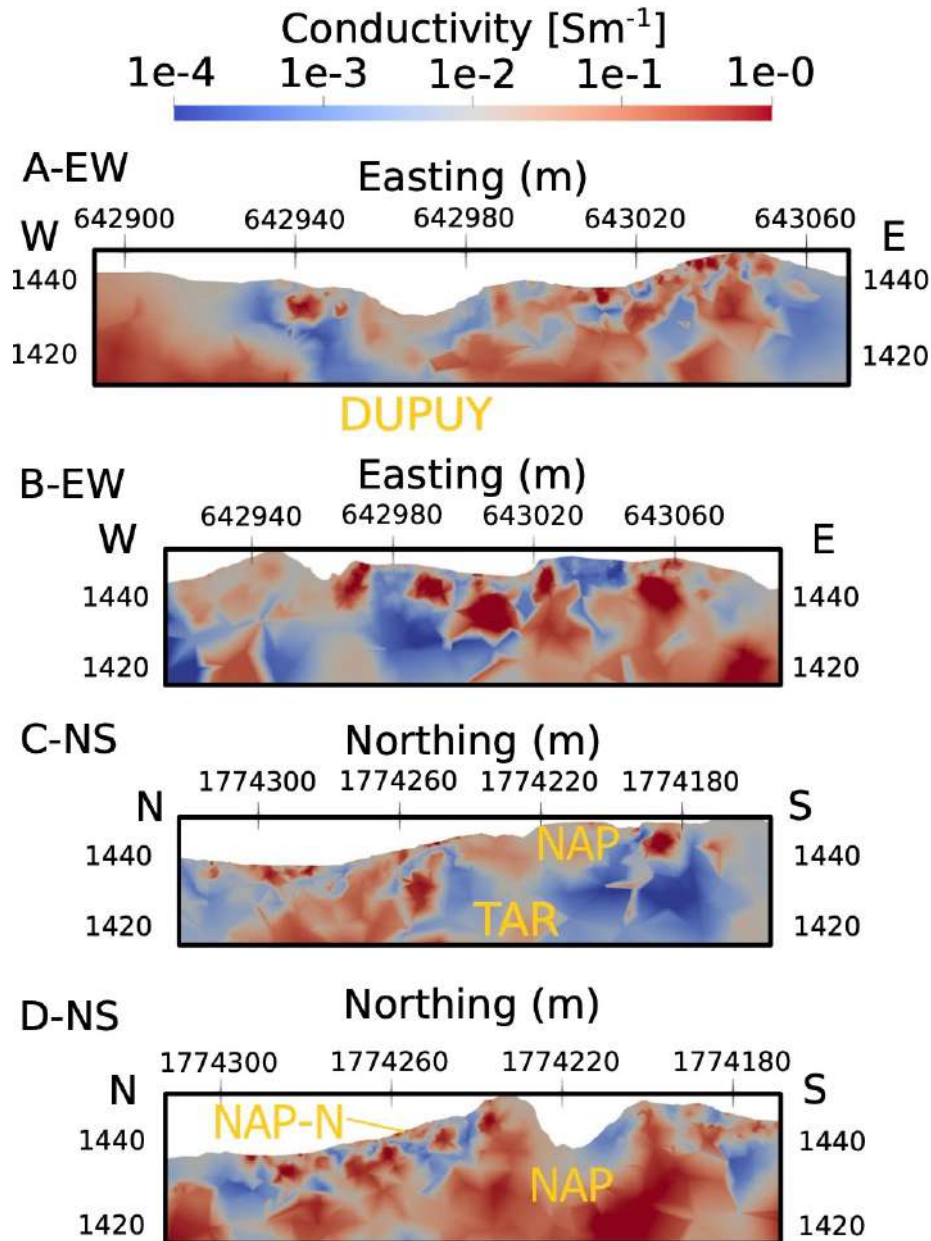 Conductivity [Sm⁻¹]
1e-4 1e-3 1e-2 1e-1 1e-0
A-EW
Easting (m)
642900 642940 642980 643020 643060
W E
1440 1440
1420 1420
DUPUY
B-EW
Easting (m)
642940 642980 643020 643060
W E
1440 1440
1420 1420
C-NS
Northing (m)
1774300 1774260 1774220 1774180
N S
NAP
1440 1440
TAR
1420 1420
D-NS
Northing (m)
1774300 1774260 1774220 1774180
N S
NAP-N
1440 1440
NAP
1420 1420